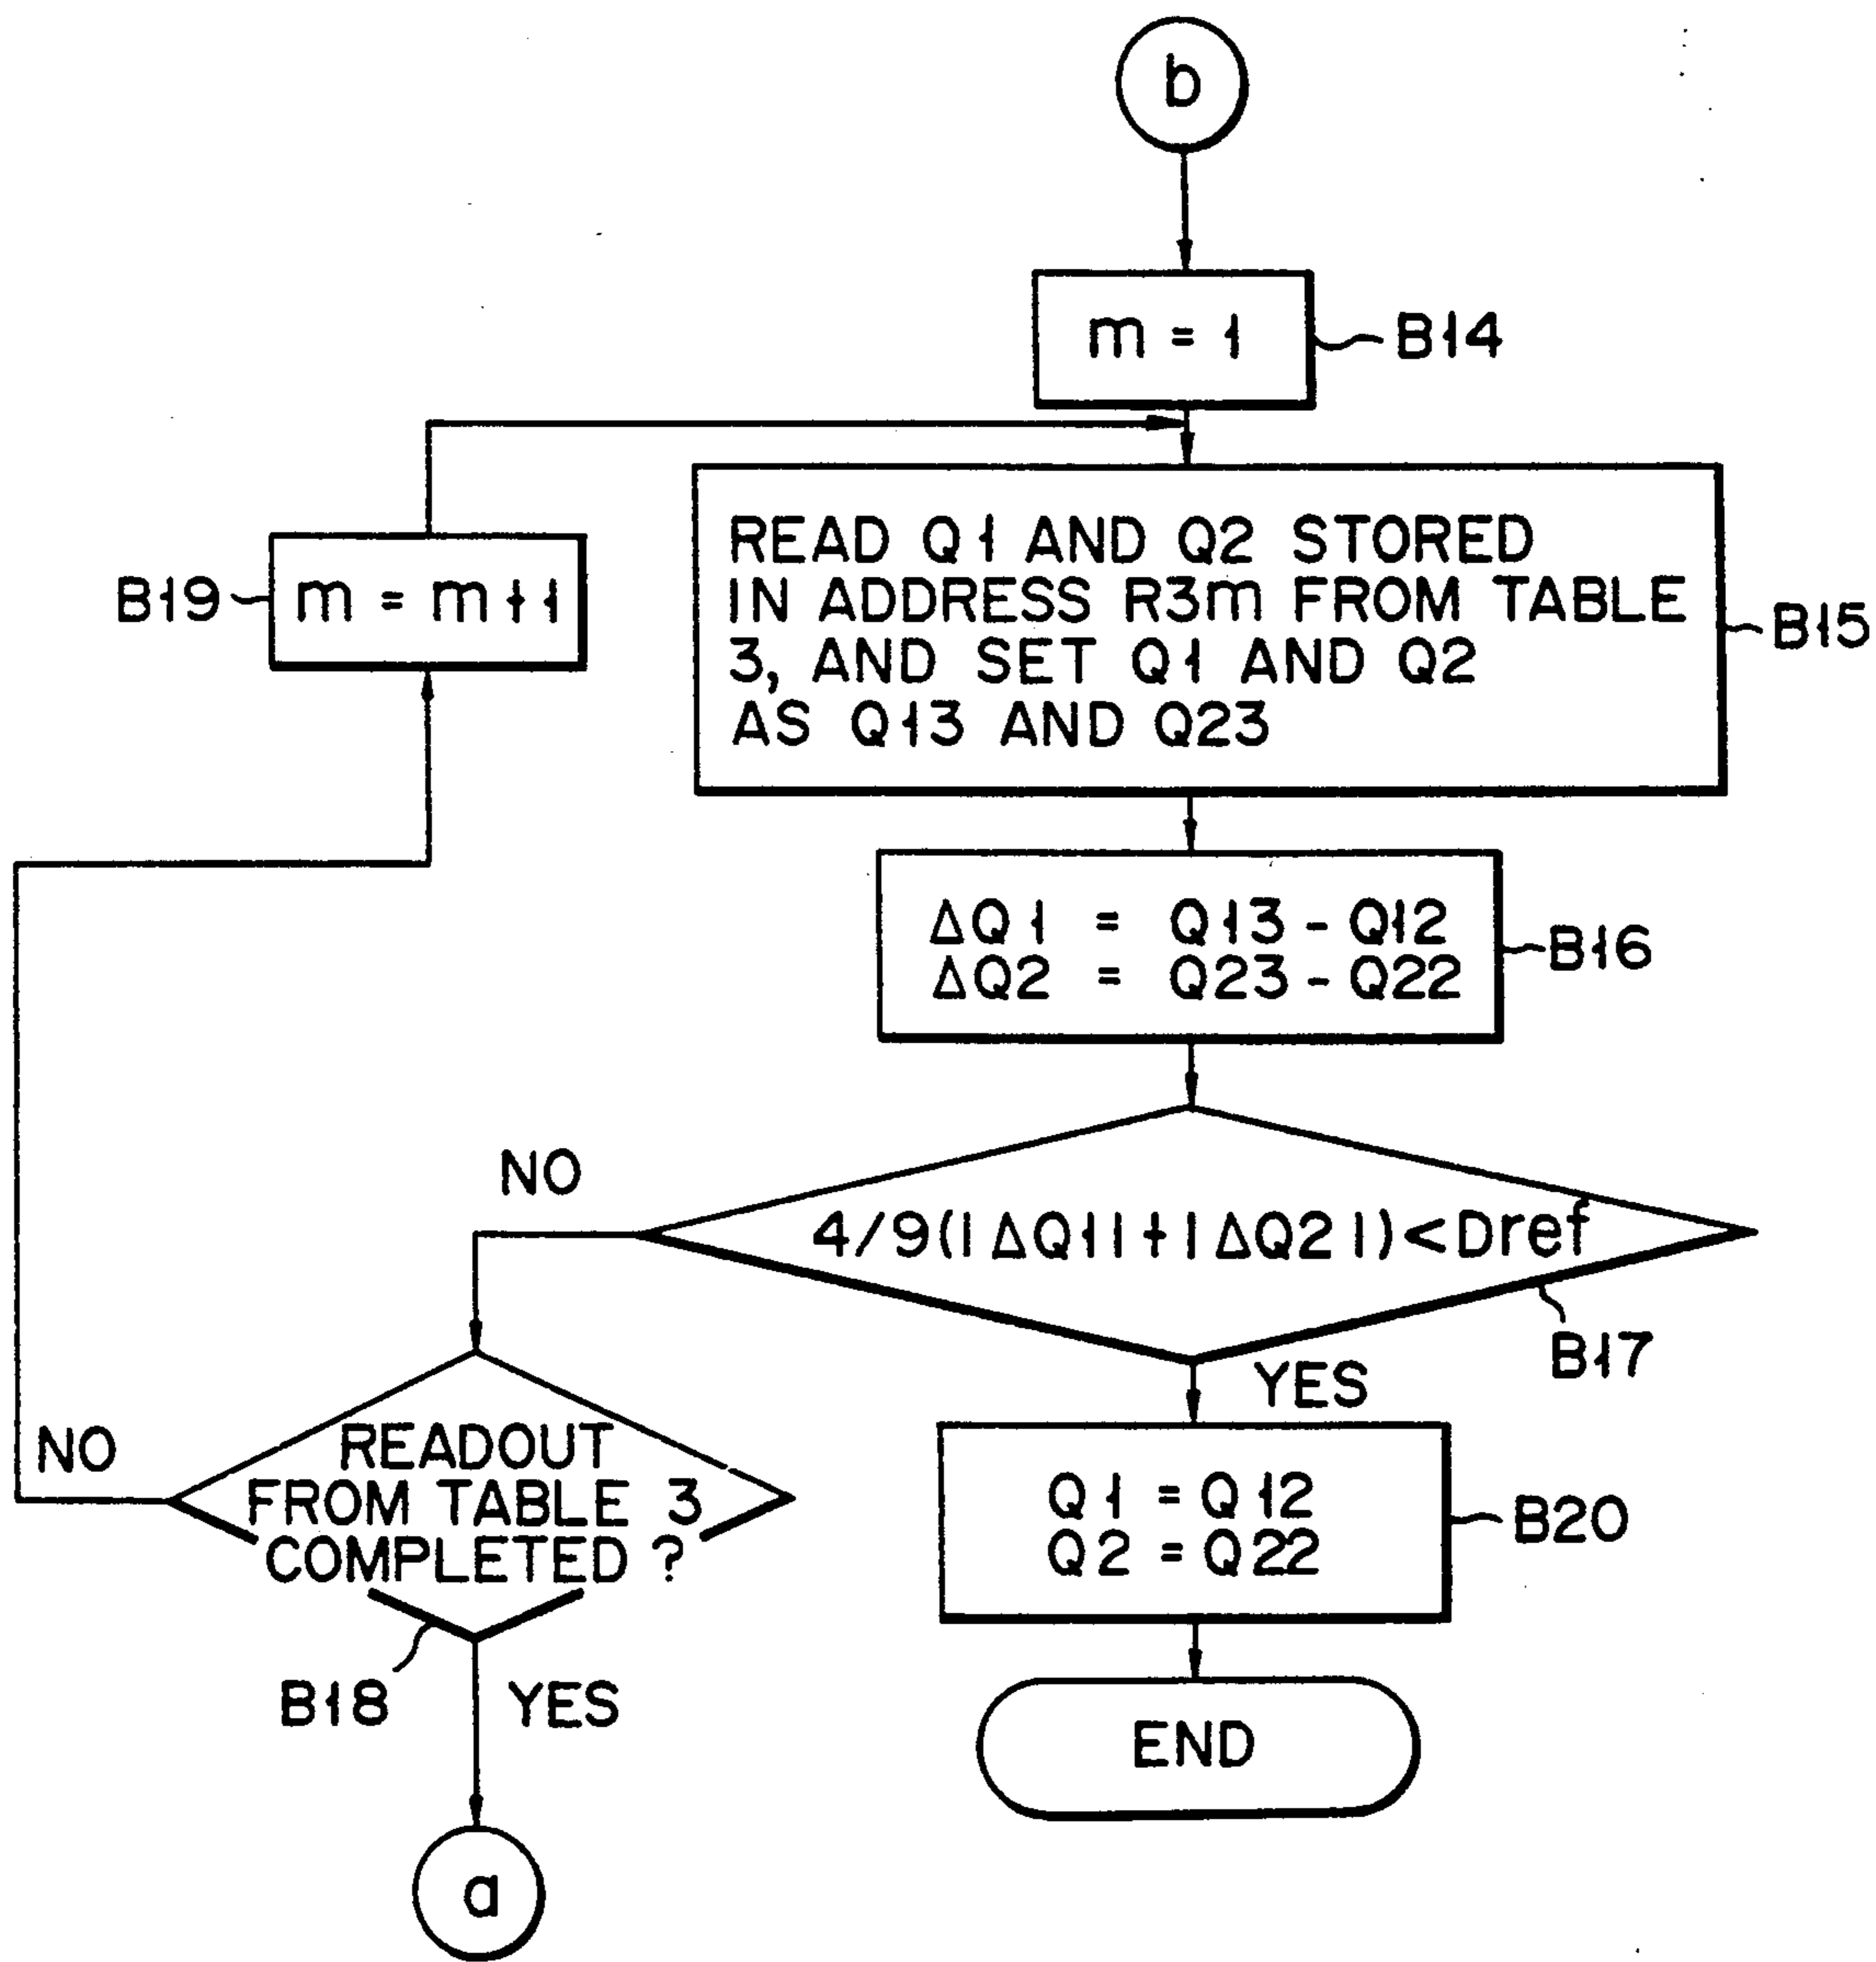 b
m = 1
B14
READ Q1 AND Q2 STORED
IN ADDRESS R3m FROM TABLE
3, AND SET Q1 AND Q2
AS Q13 AND Q23
B15
B19
m = m+1
ΔQ1 = Q13-Q12
ΔQ2 = Q23-Q22
B16
NO
4/9(|ΔQ1|+|ΔQ2|)<Dref
B17
YES
NO
READOUT
FROM TABLE 3
COMPLETED ?
B18
YES
Q1 = Q12
Q2 = Q22
B20
END
a